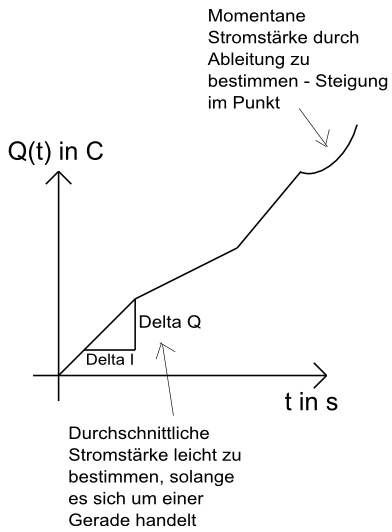 Momentane
Stromstärke durch
Ableitung zu
bestimmen - Steigung
im Punkt
Q(t) in C
Delta Q
Delta I
t in s
Durchschnittliche
Stromstärke leicht zu
bestimmen, solange
es sich um einer
Gerade handelt